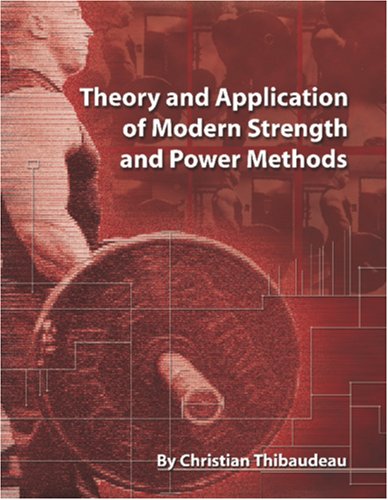 Theory and Application
of Modern Strength
and Power Methods
By Christian Thibaudeau